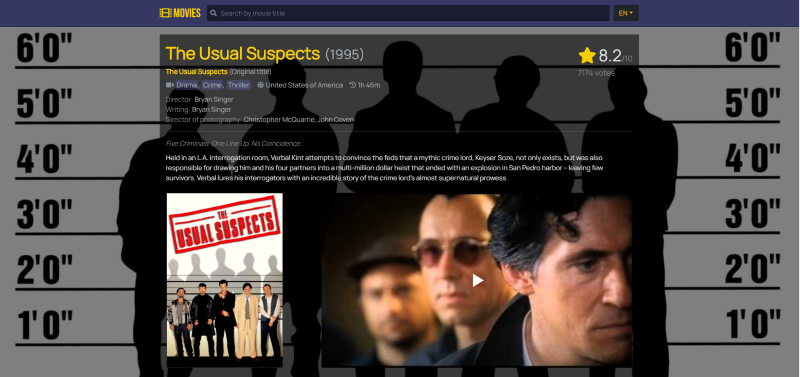 MOVIES
Search by movie title
EN
The Usual Suspects (1995)
8.2/10
7174 votes
The Usual Suspects (Original title)
Drama, Crime, Thriller United States of America 1h 46m
Director: Bryan Singer
Writing: Bryan Singer
Director of photography: Christopher McQuarrie, John Coven
Five Criminals. One Line Up. No Coincidence.
Held in an L.A. interrogation room, Verbal Kint attempts to convince the feds that a mythic crime lord, Keyser Soze, not only exists, but was also
responsible for drawing him and his four partners into a multi-million dollar heist that ended with an explosion in San Pedro harbor – leaving few
survivors. Verbal lures his interrogators with an incredible story of the crime lord's almost supernatural prowess.
THE
USUAL SUSPECTS
6'0" 6'0"
5'0" 5'0"
4'0" 4'0"
3'0" 3'0"
2'0" 2'0"
1'0" 1'0"